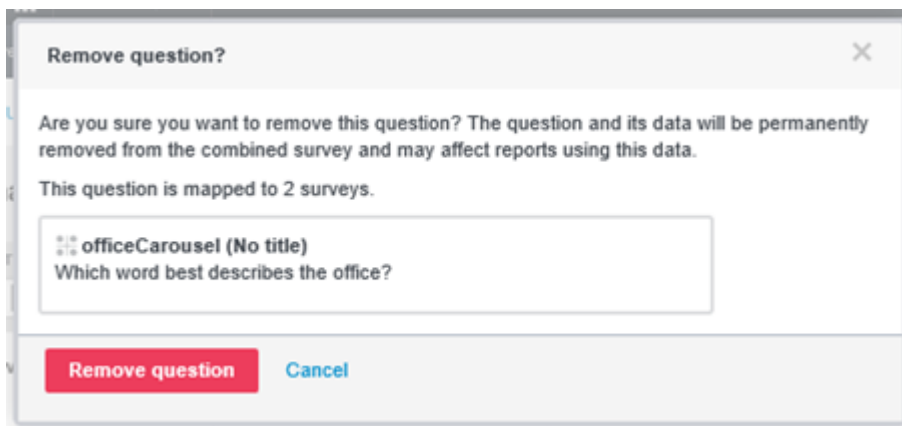 Remove question?
Are you sure you want to remove this question? The question and its data will be permanently
removed from the combined survey and may affect reports using this data.
This question is mapped to 2 surveys.
officeCarousel (No title)
Which word best describes the office?
Remove question
Cancel